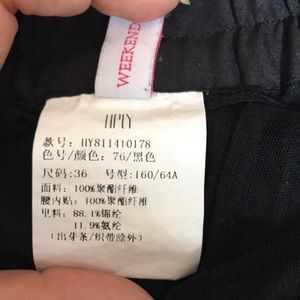 WEEKEND
HPLY
款号: HY811410178
色号/颜色: 76/黑色
尺码:36 号型:160/64A
面料: 100%聚酯纤维
腰内贴: 100%聚酯纤维
里料: 88.1%锦纶
11.9%氨纶
(出芽条/织带除外)